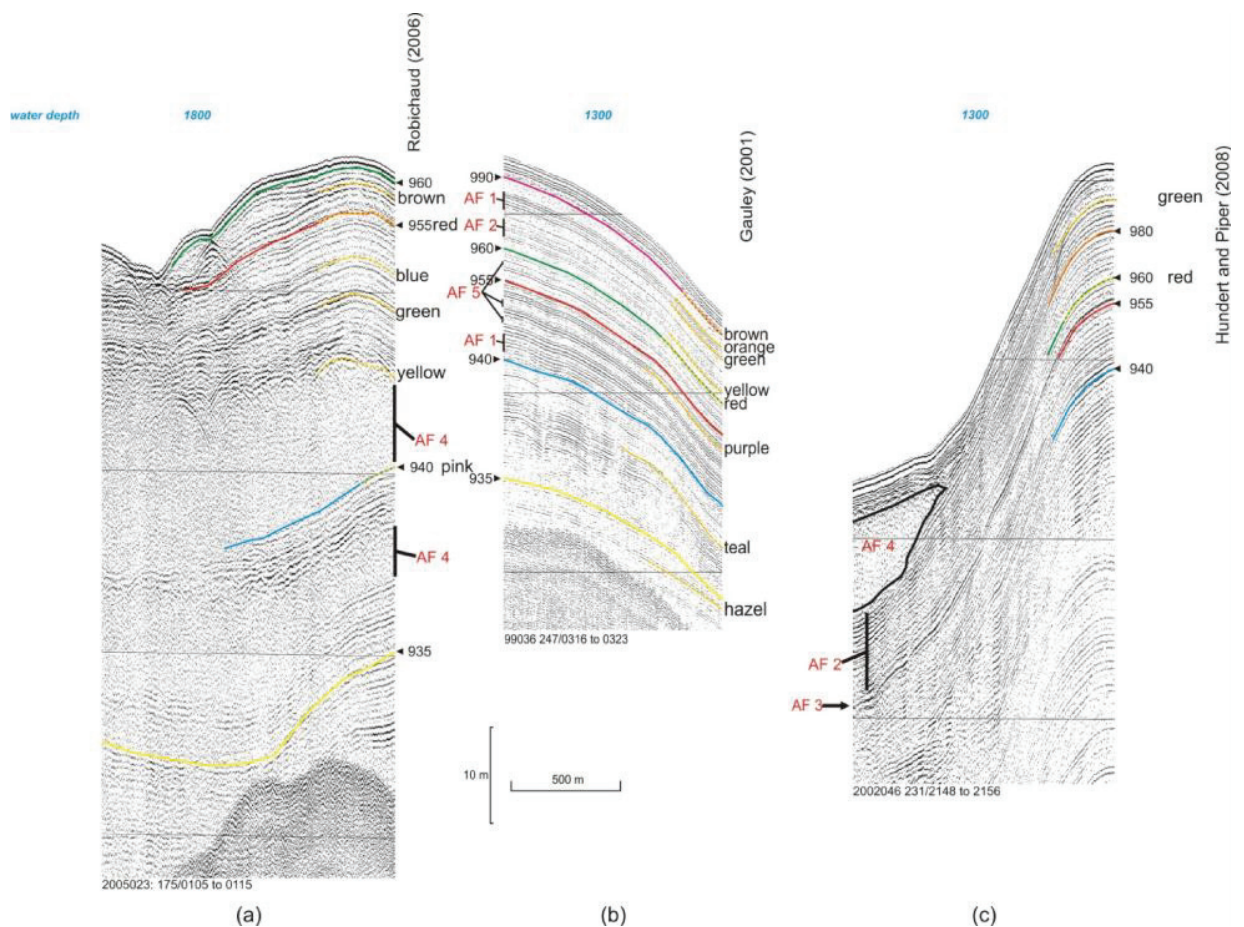 water depth
1800
Robichaud (2006)
960
brown
955 red
blue
green
yellow
AF 4
940 pink
AF 4
935
2005023: 175/0105 to 0115
(a)
1300
Gauley (2001)
990
AF 1
AF 2
960
955
AF 5
AF 1
940
935
brown
orange
green
yellow
red
purple
teal
hazel
99036 247/0316 to 0323
10 m
500 m
(b)
1300
Hundert and Piper (2008)
green
980
960 red
955
940
AF 4
AF 2
AF 3
2002046 231/2148 to 2156
(c)